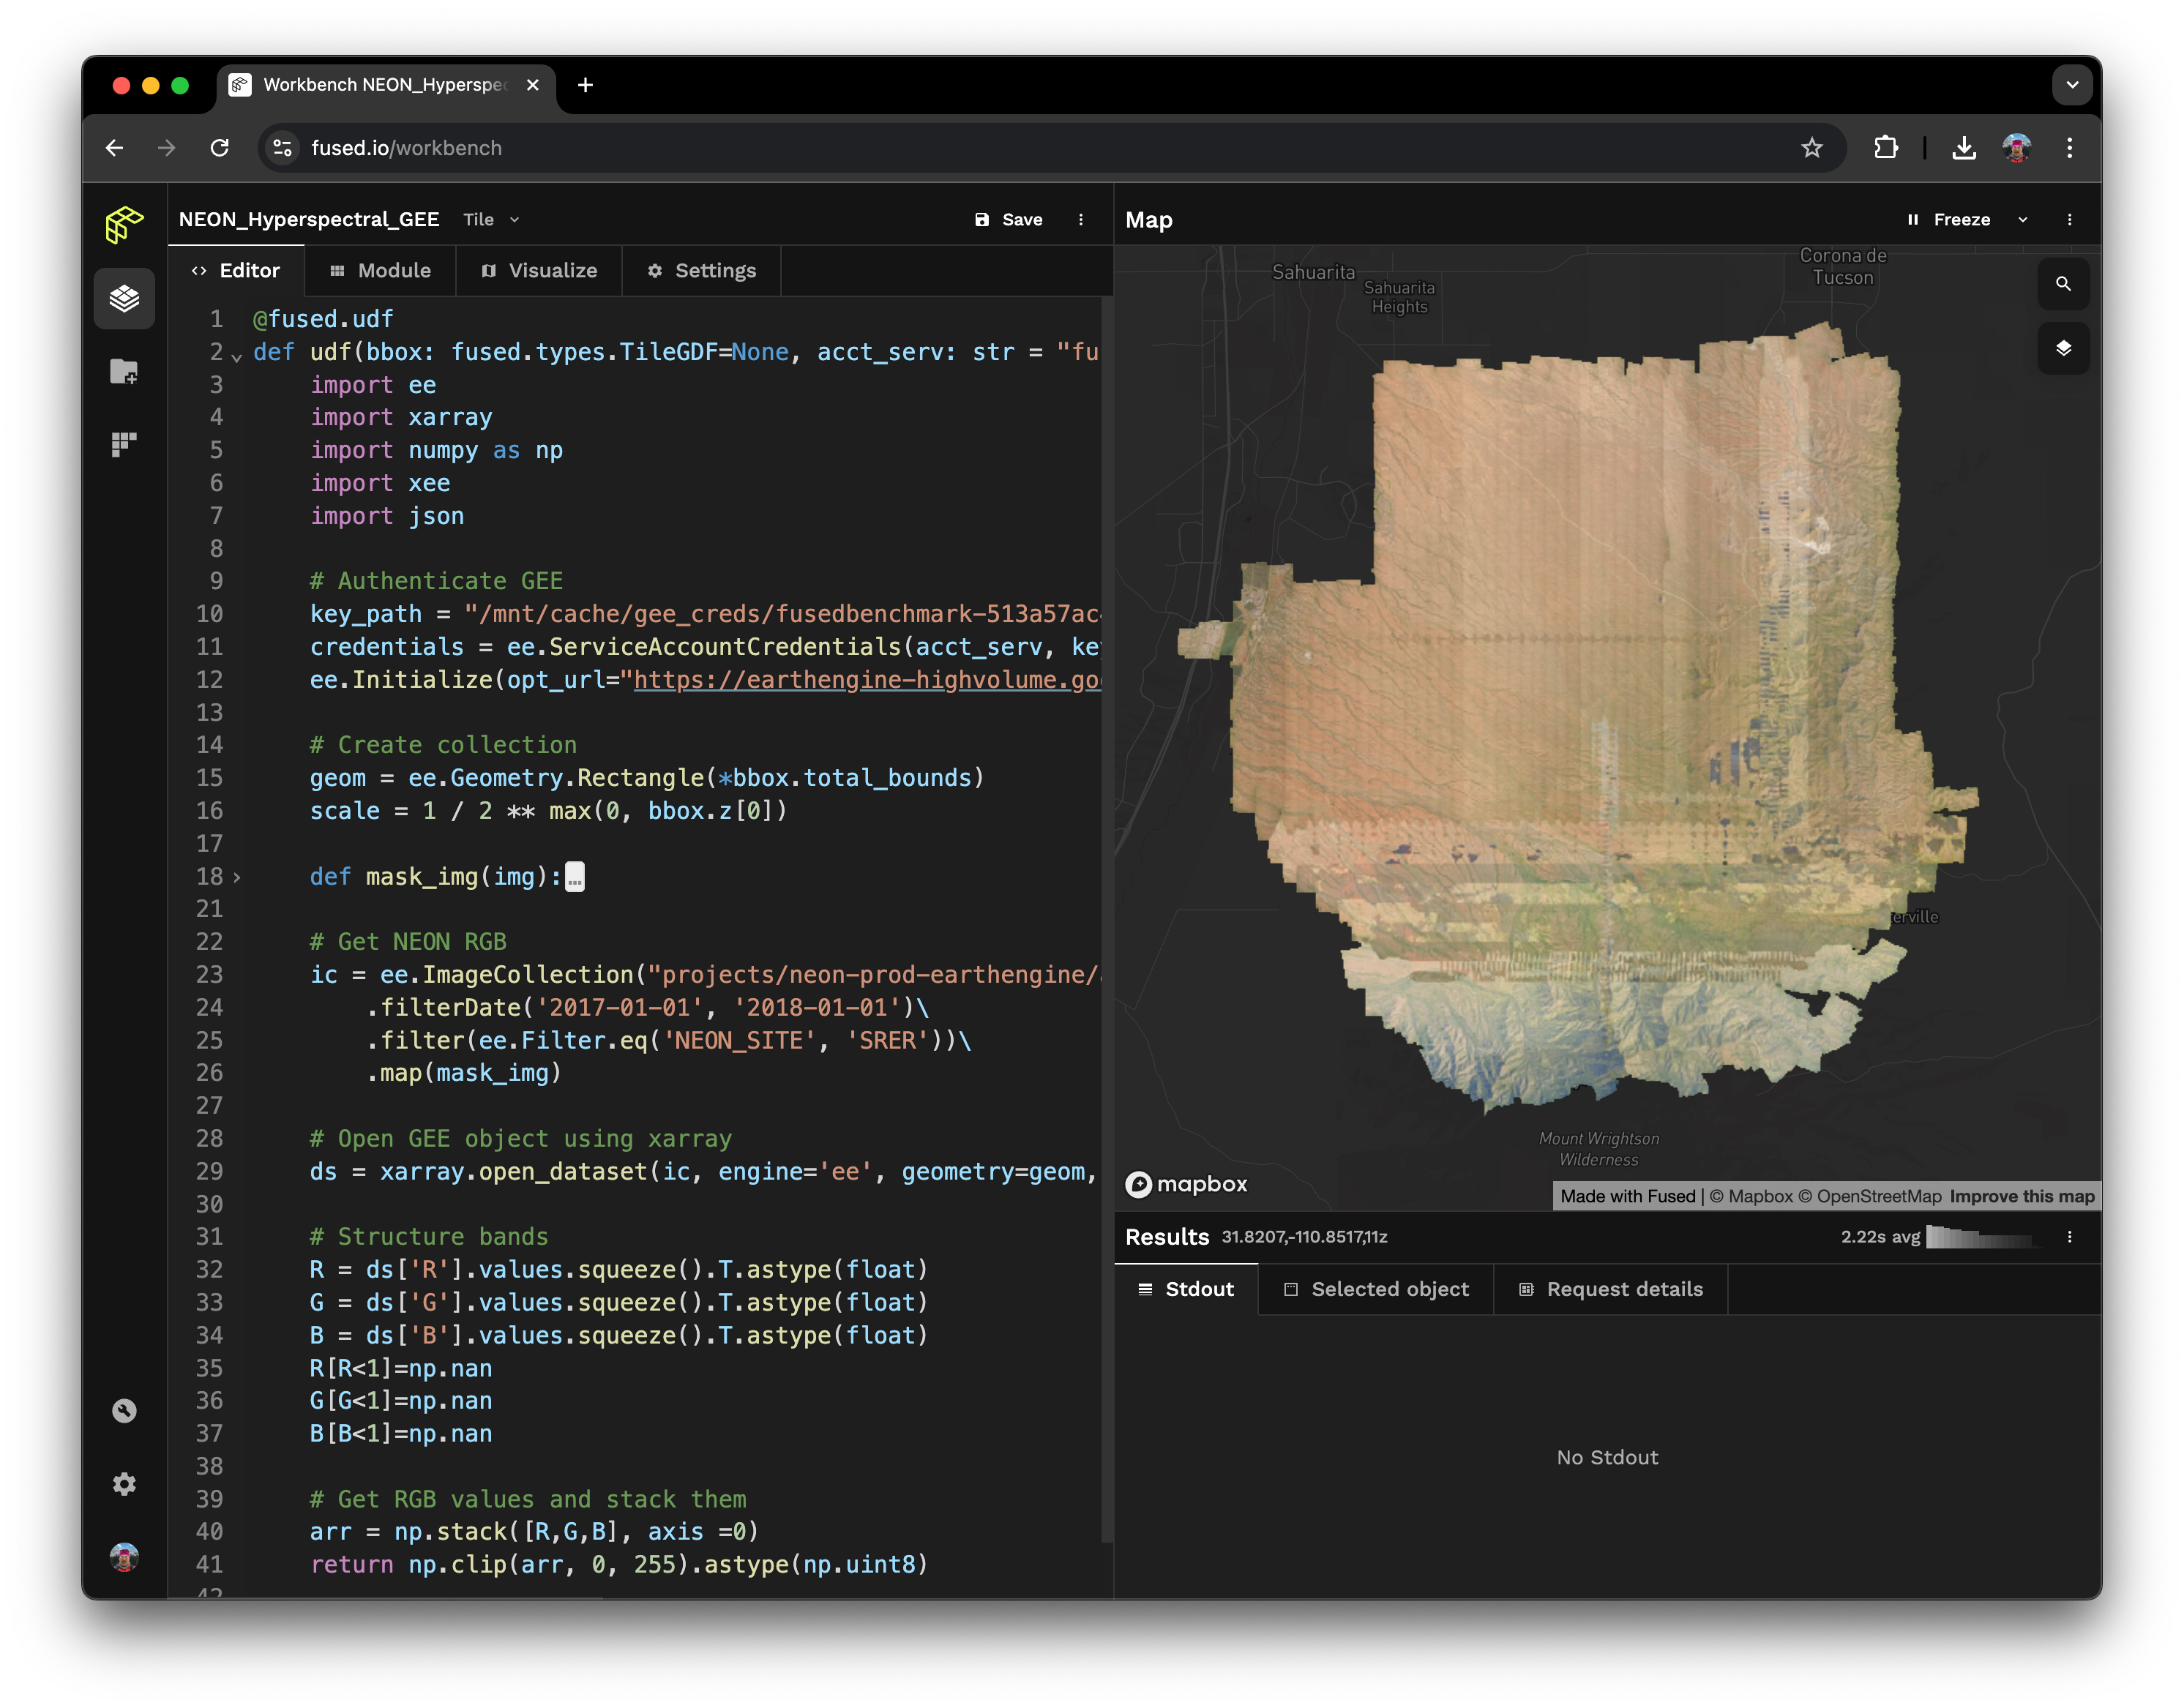 Workbench NEON_Hyperspe
fused.io/workbench
NEON_Hyperspectral_GEE Tile
Save
Editor
Module
Visualize
Settings
1 @fused.udf
2 def udf(bbox: fused.types.TileGDF=None, acct_serv: str = "fu
3 import ee
4 import xarray
5 import numpy as np
6 import xee
7 import json
8
9 # Authenticate GEE
10 key_path = "/mnt/cache/gee_creds/fusedbenchmark-513a57ac
11 credentials = ee.ServiceAccountCredentials(acct_serv, ke
12 ee.Initialize(opt_url="https://earthengine-highvolume.go
13
14 # Create collection
15 geom = ee.Geometry.Rectangle(*bbox.total_bounds)
16 scale = 1 / 2 ** max(0, bbox.z[0])
17
18 def mask_img(img):…
21
22 # Get NEON RGB
23 ic = ee.ImageCollection("projects/neon-prod-earthengine/
24 .filterDate('2017-01-01', '2018-01-01')\
25 .filter(ee.Filter.eq('NEON_SITE', 'SRER'))\
26 .map(mask_img)
27
28 # Open GEE object using xarray
29 ds = xarray.open_dataset(ic, engine='ee', geometry=geom,
30
31 # Structure bands
32 R = ds['R'].values.squeeze().T.astype(float)
33 G = ds['G'].values.squeeze().T.astype(float)
34 B = ds['B'].values.squeeze().T.astype(float)
35 R[R<1]=np.nan
36 G[G<1]=np.nan
37 B[B<1]=np.nan
38
39 # Get RGB values and stack them
40 arr = np.stack([R,G,B], axis =0)
41 return np.clip(arr, 0, 255).astype(np.uint8)
42
Map
Freeze
Sahuarita
Sahuarita
Heights
Corona de
Tucson
erville
Mount Wrightson
Wilderness
mapbox
Made with Fused | © Mapbox © OpenStreetMap Improve this map
Results 31.8207,-110.8517,11z
2.22s avg
Stdout
Selected object
Request details
No Stdout